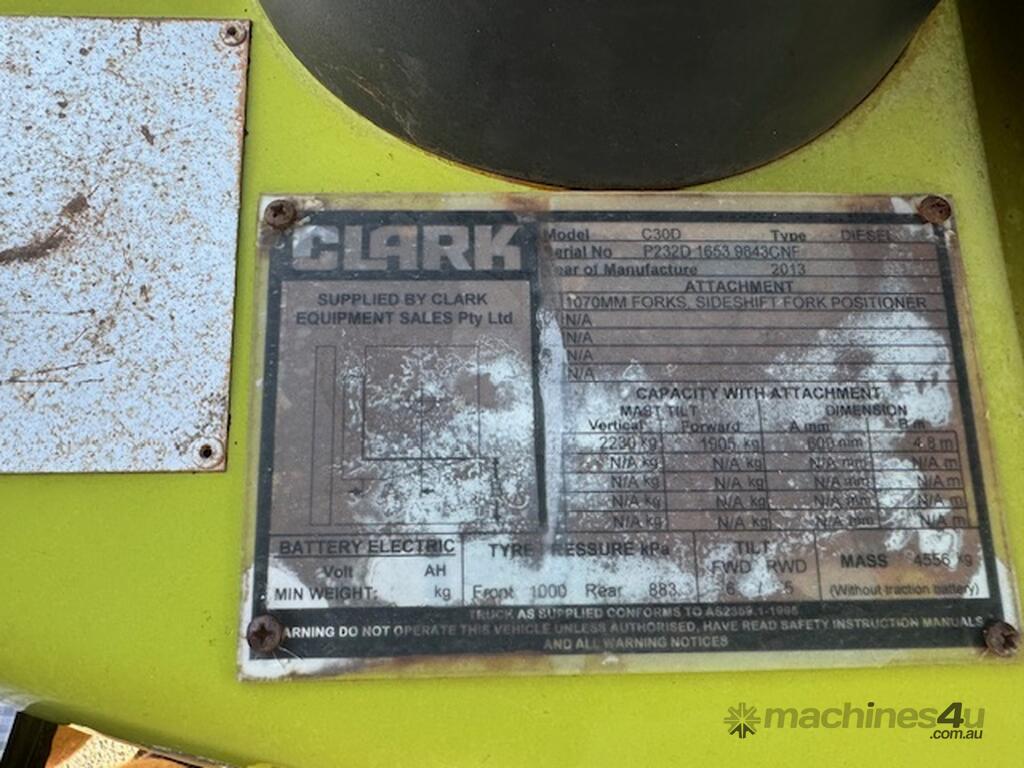 CLARK
SUPPLIED BY CLARK
EQUIPMENT SALES Pty Ltd
Model C30D Type DIESEL
Serial No P232D 1653 9843CNF
Year of Manufacture 2013
ATTACHMENT
1070MM FORKS, SIDESHIFT FORK POSITIONER
N/A
N/A
N/A
N/A
CAPACITY WITH ATTACHMENT
MAST TILT DIMENSION
Vertical Forward A mm B m
2230 kg 1905 kg 600 mm 4.8 m
N/A kg N/A kg N/A mm N/A m
N/A kg N/A kg N/A mm N/A m
N/A kg N/A kg N/A mm N/A m
N/A kg N/A kg N/A mm N/A m
BATTERY ELECTRIC
Volt AH
MIN WEIGHT: kg
TYRE PRESSURE kPa
Front 1000 Rear 883
TILT
FWD RWD
6 / 5
MASS 4556 kg
(Without traction battery)
TRUCK AS SUPPLIED CONFORMS TO AS2359.1-1995
WARNING DO NOT OPERATE THIS VEHICLE UNLESS AUTHORISED, HAVE READ SAFETY INSTRUCTION MANUALS
AND ALL WARNING NOTICES
machines4u
.com.au